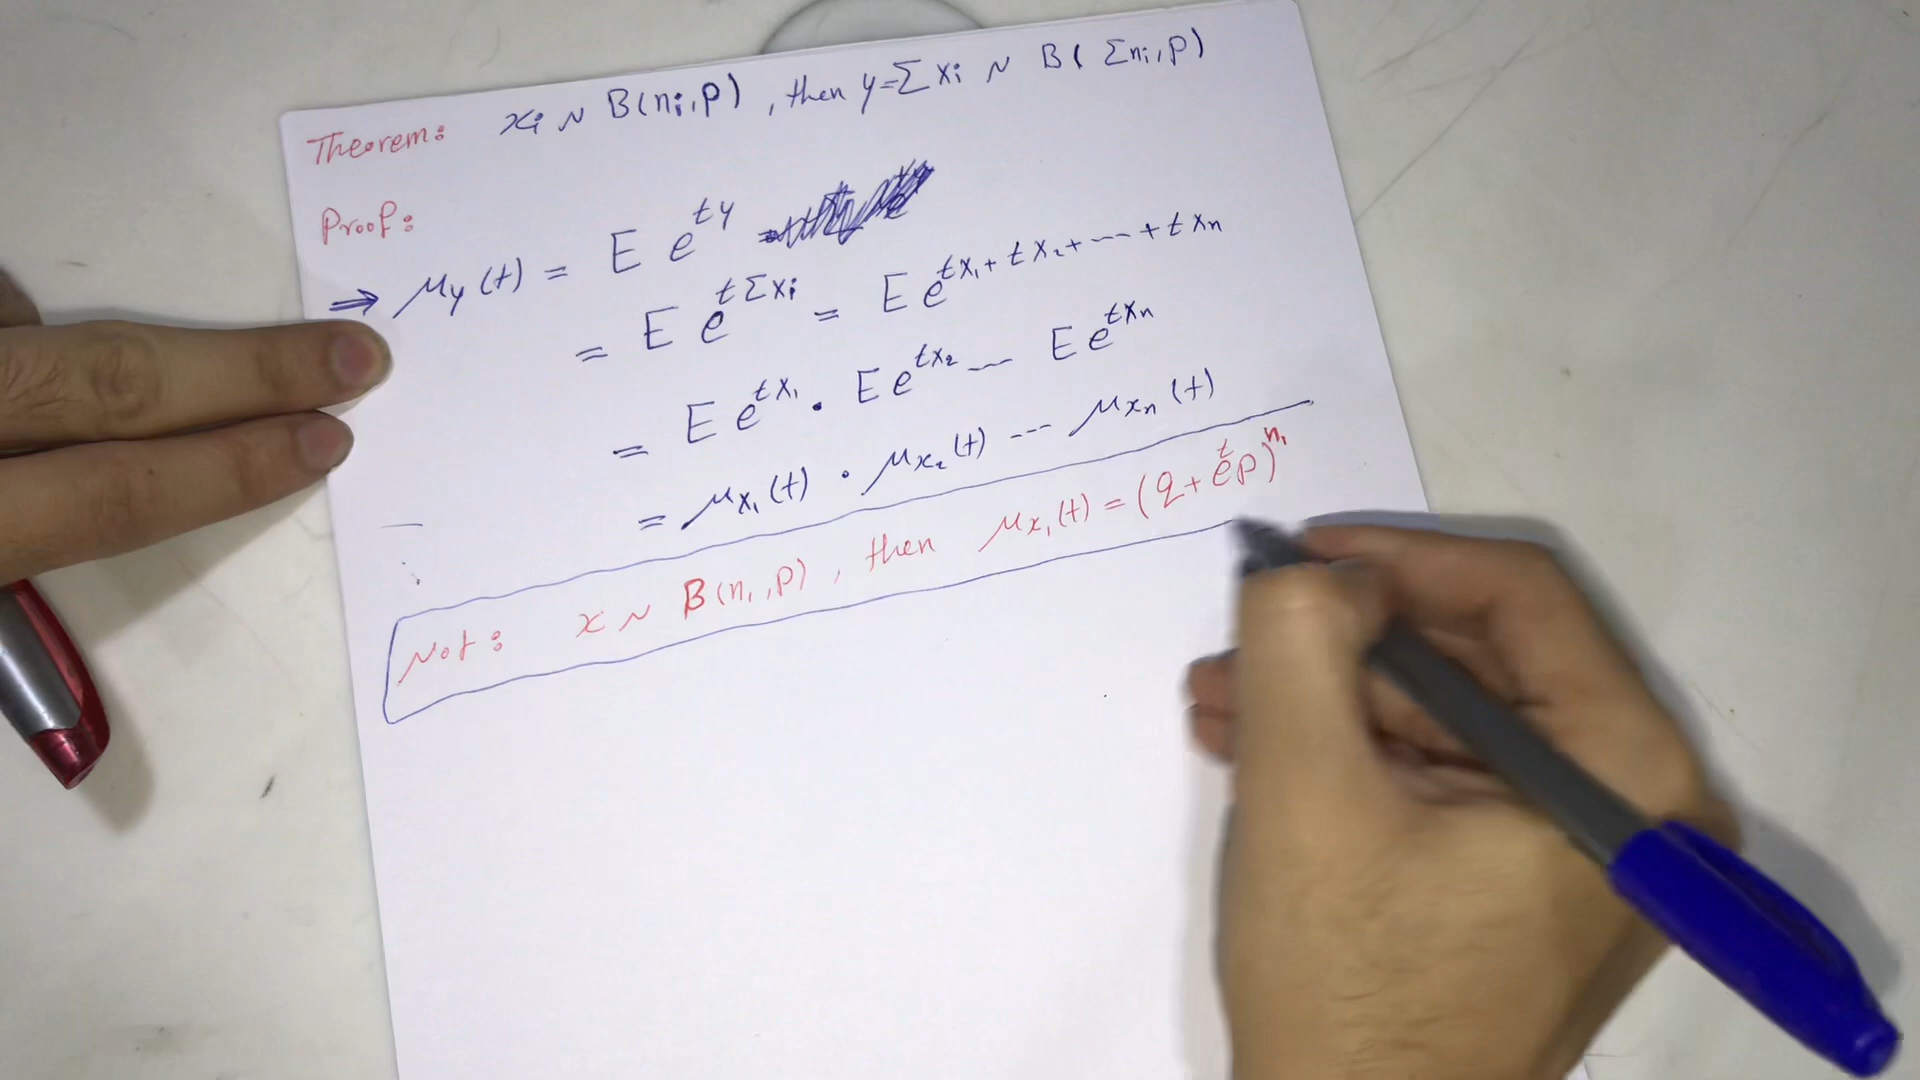 Theorem: xi ~ B(ni, p), then y=Σxi ~ B(Σni, p)
Proof:
⇒ μy(t) = E e^{ty}
= E e^{tΣxi} = E e^{tx₁+tx₂+---+txn}
= E e^{tx₁} . E e^{tx₂} --- E e^{txn}
= μx₁(t) . μx₂(t) --- μxn(t)
Not: x ~ B(n₁, p), then μx₁(t) = (q + e^t p)^{n₁}